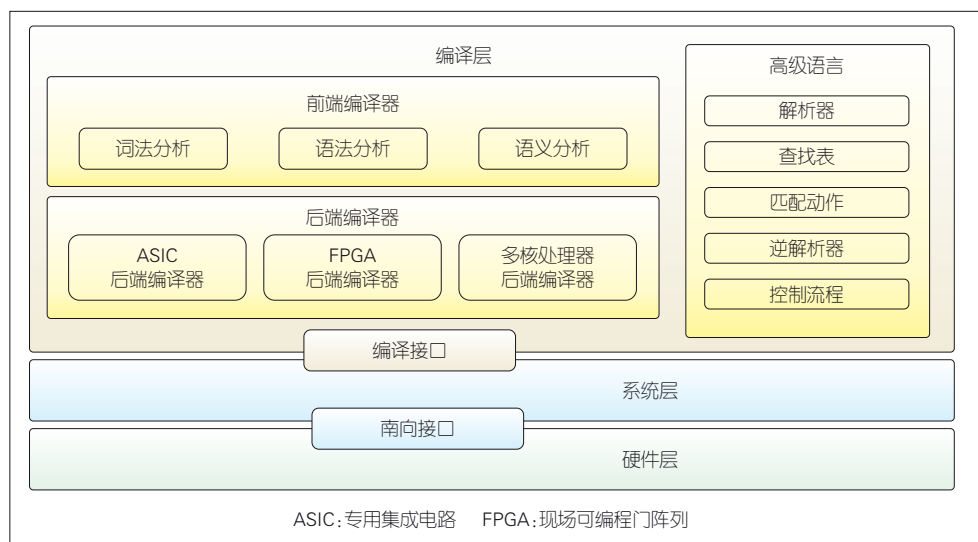 编译层
前端编译器
词法分析
语法分析
语义分析
后端编译器
ASIC
后端编译器
FPGA
后端编译器
多核处理器
后端编译器
高级语言
解析器
查找表
匹配动作
逆解析器
控制流程
编译接口
系统层
南向接口
硬件层
ASIC:专用集成电路 FPGA:现场可编程门阵列